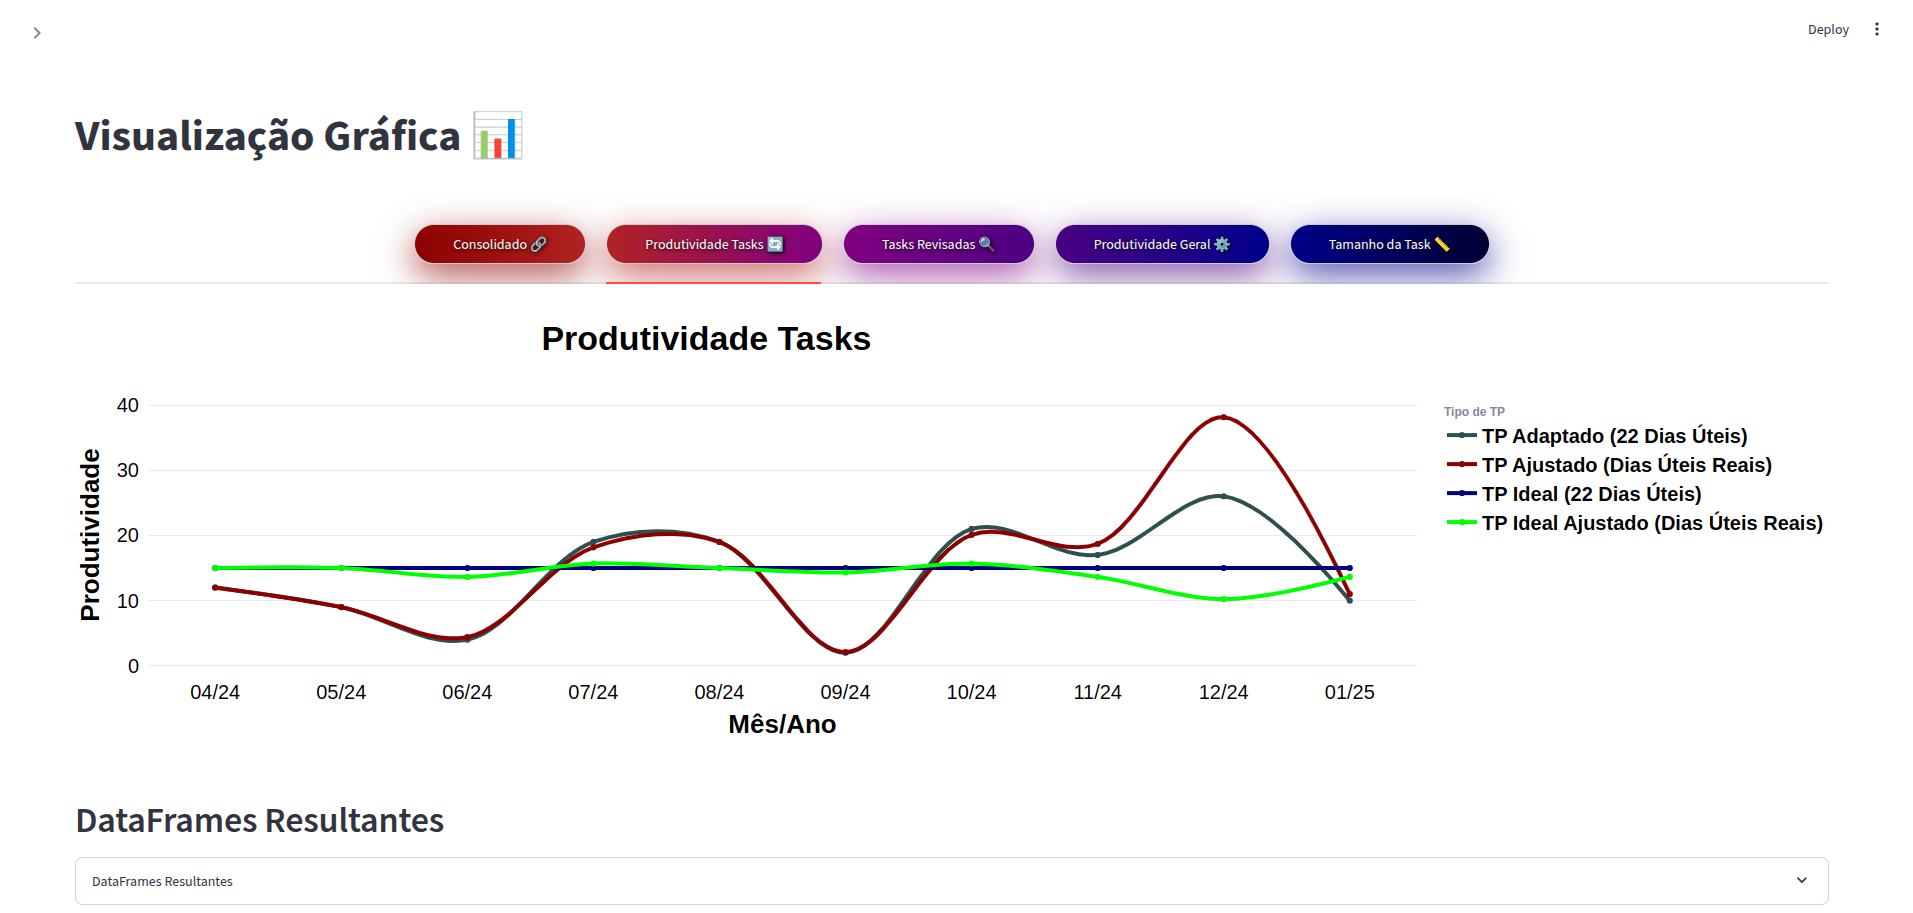 Deploy
Visualização Gráfica
Consolidado
Produtividade Tasks
Tasks Revisadas
Produtividade Geral
Tamanho da Task
Produtividade Tasks
Produtividade
40
30
20
10
0
04/24 05/24 06/24 07/24 08/24 09/24 10/24 11/24 12/24 01/25
Mês/Ano
Tipo de TP
TP Adaptado (22 Dias Úteis)
TP Ajustado (Dias Úteis Reais)
TP Ideal (22 Dias Úteis)
TP Ideal Ajustado (Dias Úteis Reais)
DataFrames Resultantes
DataFrames Resultantes